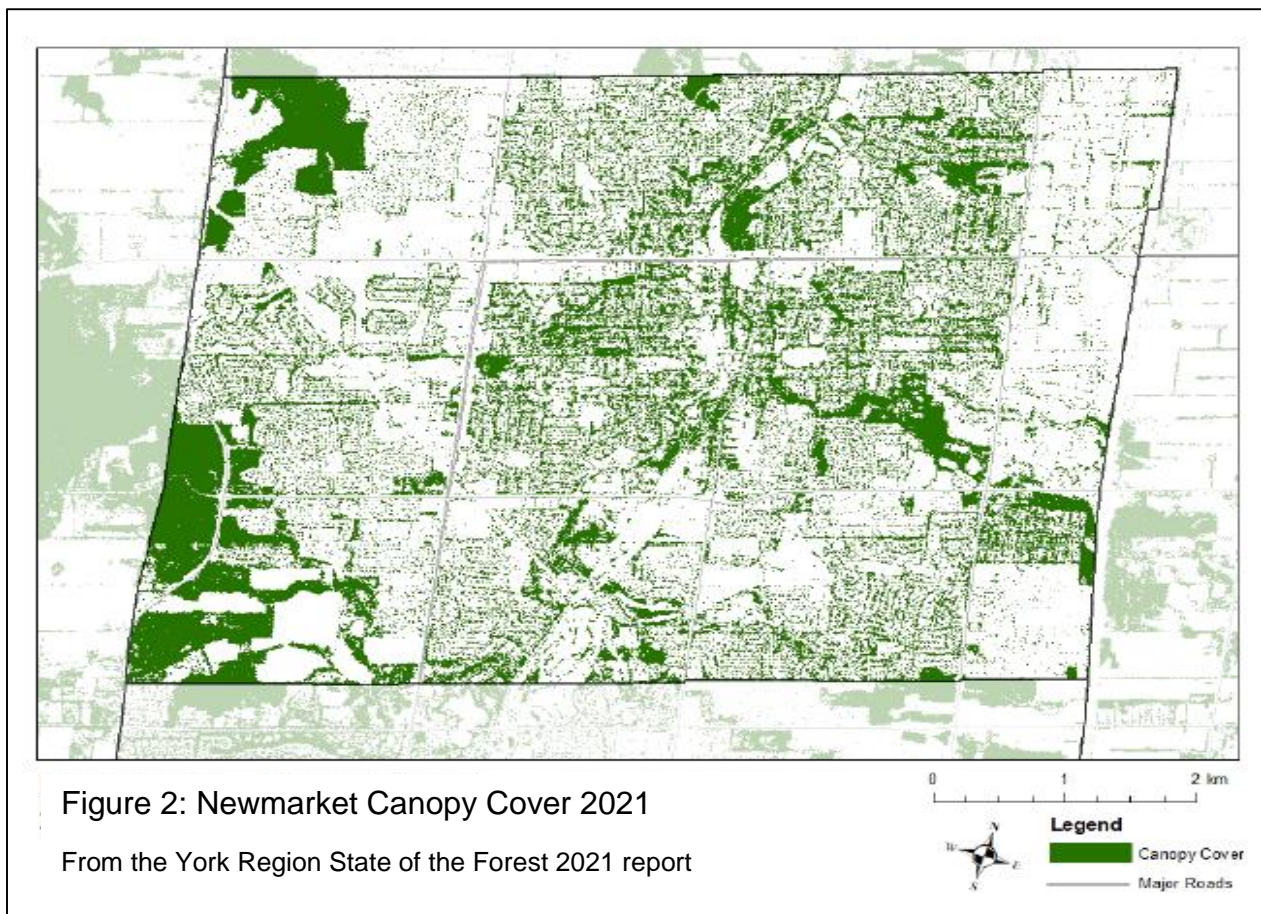 Figure 2: Newmarket Canopy Cover 2021
From the York Region State of the Forest 2021 report
0 1 2 km
N
W E
S
Legend
Canopy Cover
Major Roads